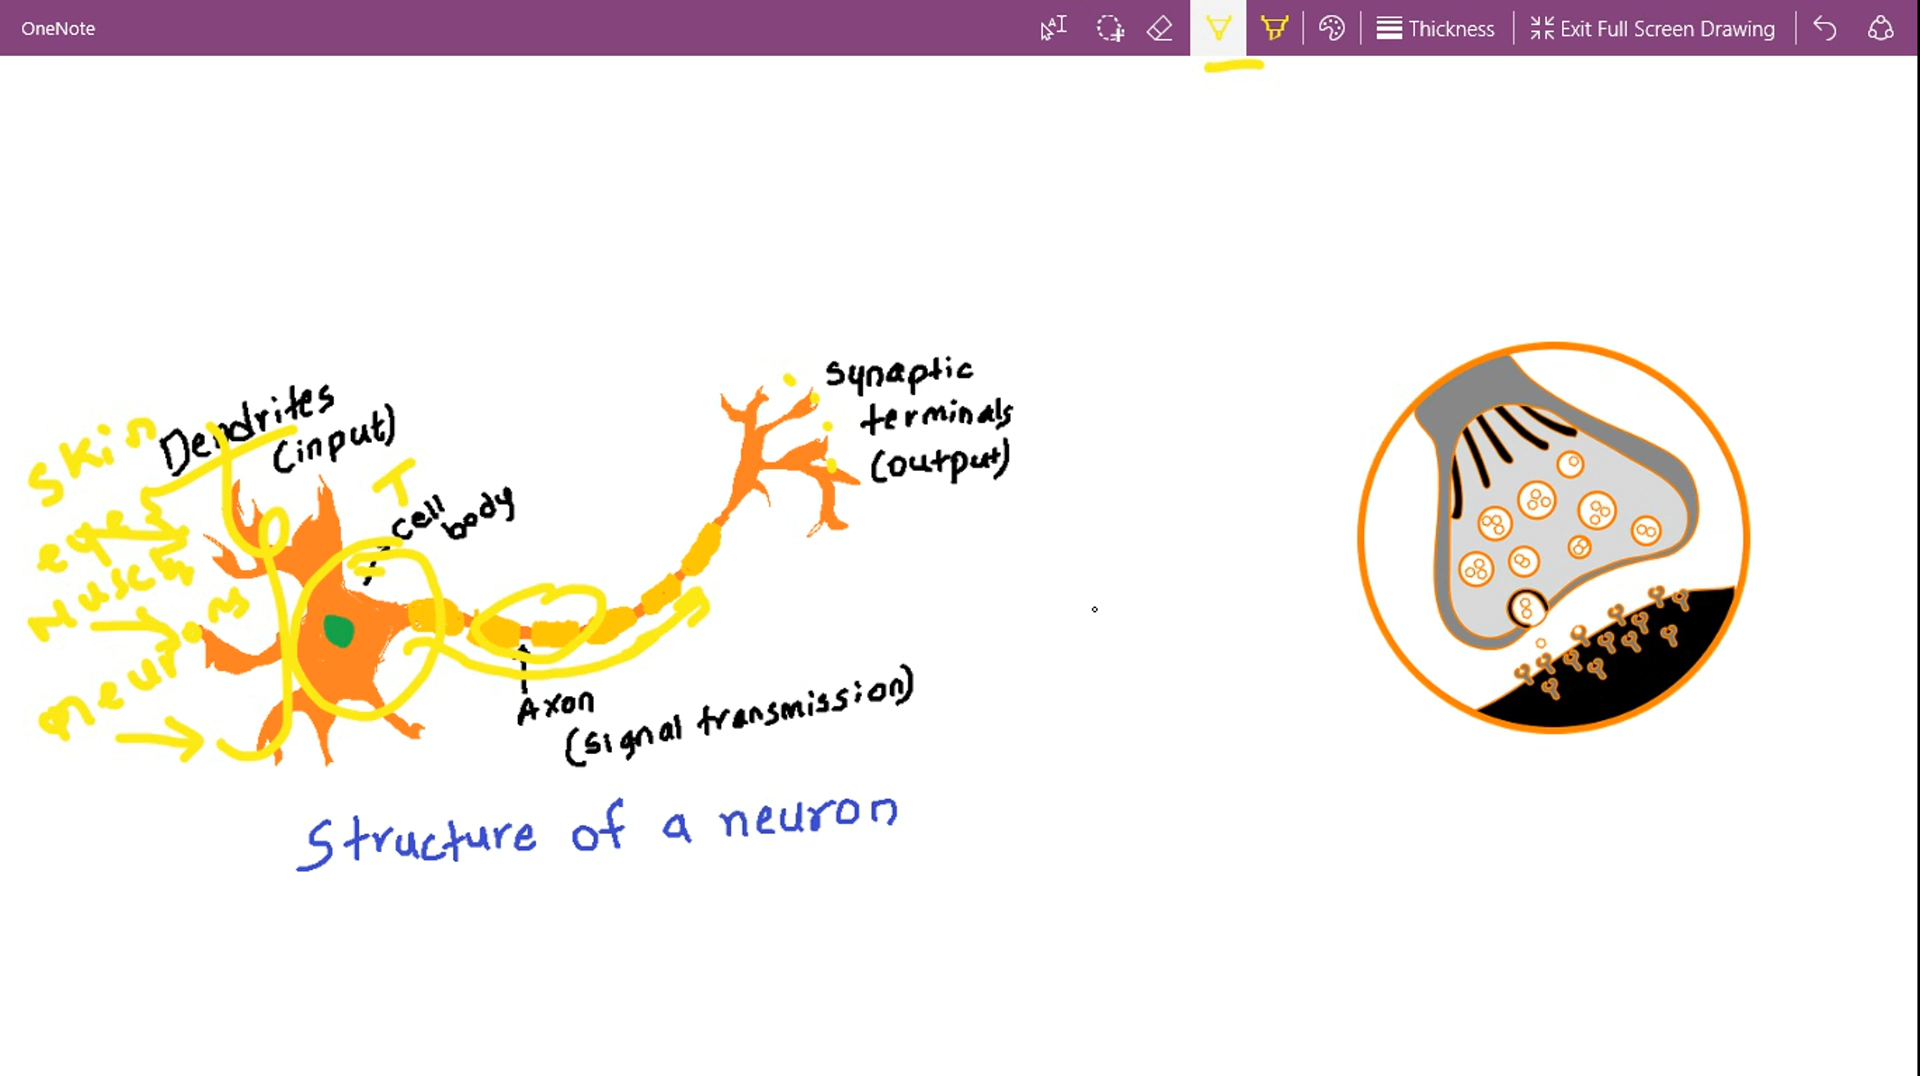 OneNote
Thickness
Exit Full Screen Drawing
Synaptic
terminals
(output)
Dendrites
(input)
skin
T
cell
body
eye
Muscle
neur
Axon
(signal transmission)
Structure of a neuron